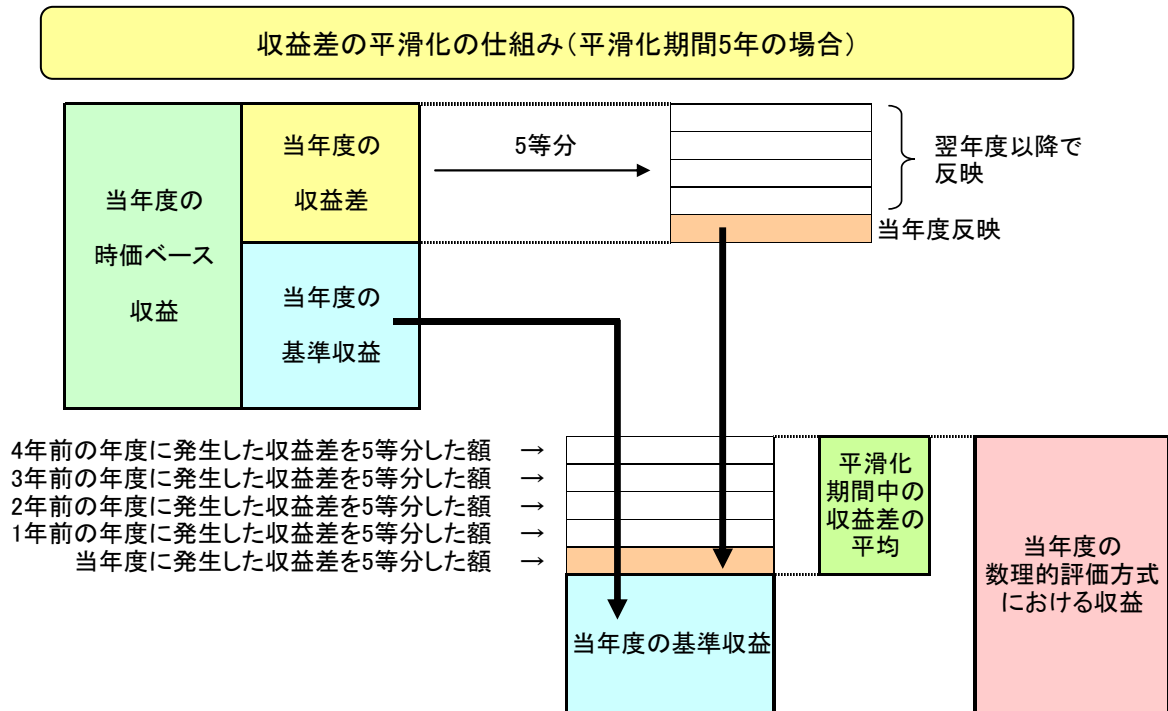 収益差の平滑化の仕組み（平滑化期間5年の場合）
当年度の
時価ベース
収益
当年度の
収益差
当年度の
基準収益
5等分
翌年度以降で
反映
当年度反映
4年前の年度に発生した収益差を5等分した額 →
3年前の年度に発生した収益差を5等分した額 →
2年前の年度に発生した収益差を5等分した額 →
1年前の年度に発生した収益差を5等分した額 →
当年度に発生した収益差を5等分した額 →
当年度の基準収益
平滑化
期間中の
収益差の
平均
当年度の
数理的評価方式
における収益